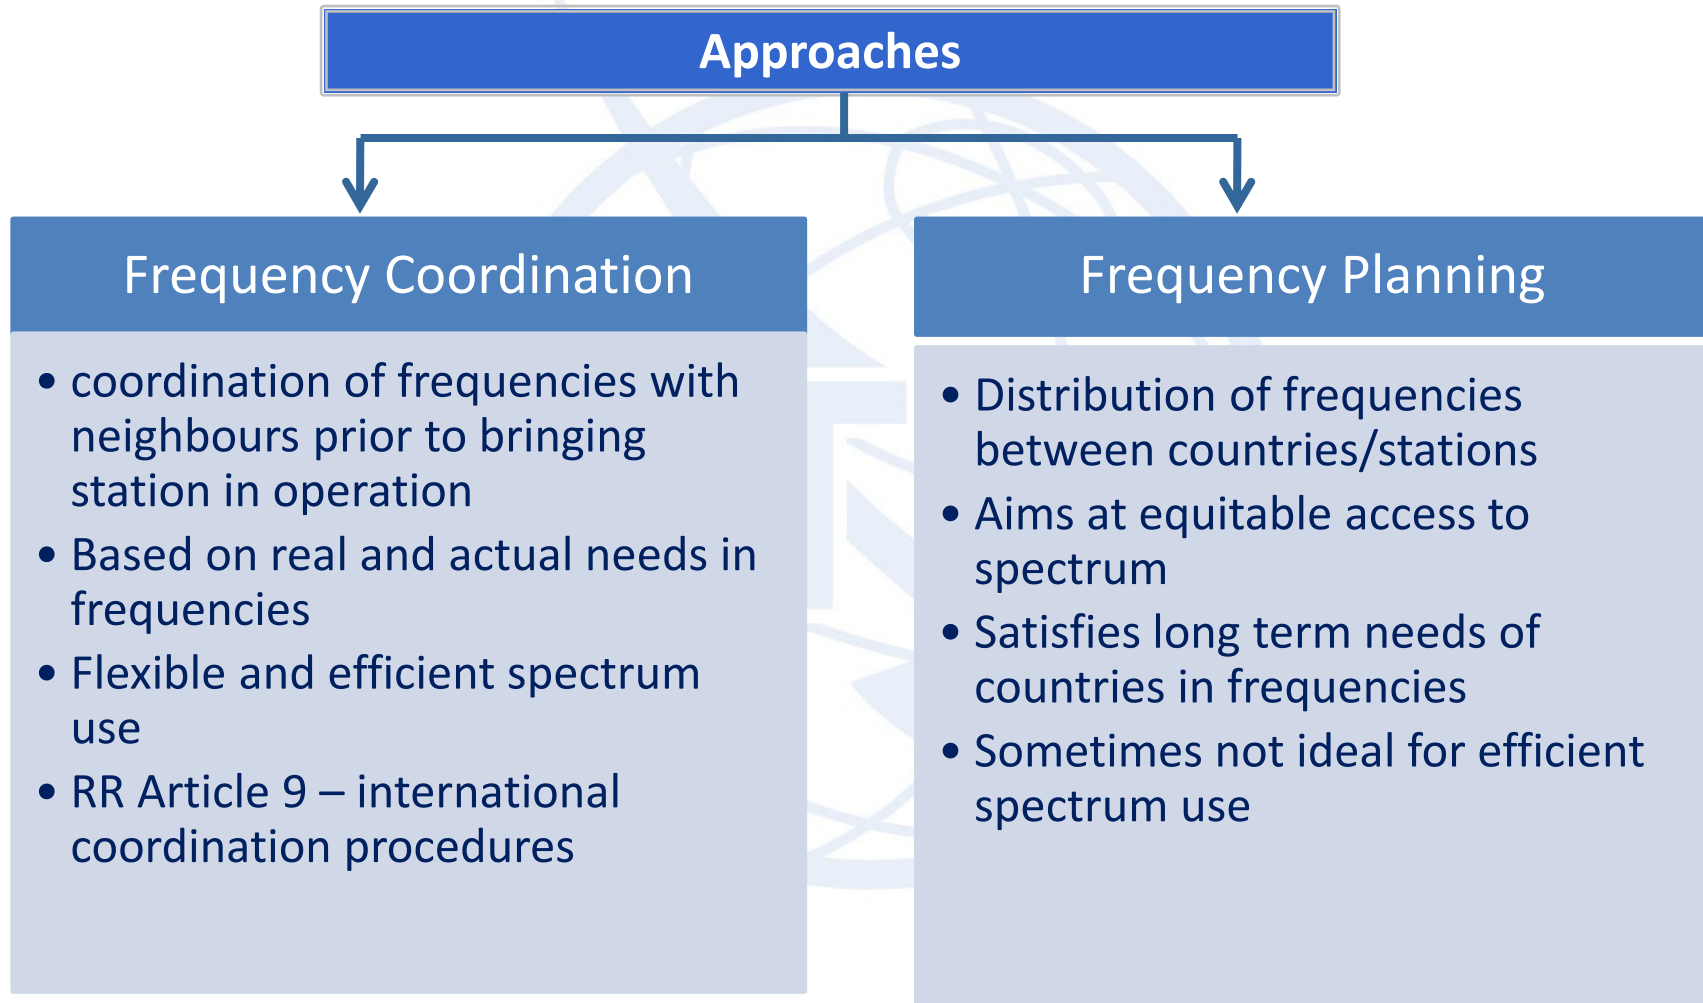 Approaches
Frequency Coordination
• coordination of frequencies with
neighbours prior to bringing
station in operation
• Based on real and actual needs in
frequencies
• Flexible and efficient spectrum
use
• RR Article 9 – international
coordination procedures
Frequency Planning
• Distribution of frequencies
between countries/stations
• Aims at equitable access to
spectrum
• Satisfies long term needs of
countries in frequencies
• Sometimes not ideal for efficient
spectrum use